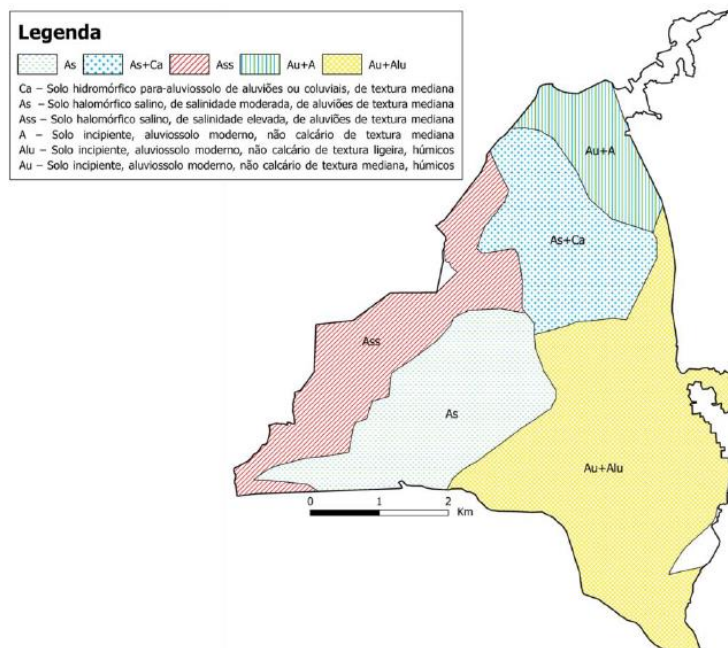 Legenda
As As+Ca Ass Au+A Au+Alu
Ca – Solo hidromórfico para-aluviossolo de aluviões ou coluviais, de textura mediana
As – Solo halomórfico salino, de salinidade moderada, de aluviões de textura mediana
Ass – Solo halomórfico salino, de salinidade elevada, de aluviões de textura mediana
A – Solo incipiente, aluviossolo moderno, não calcário de textura mediana
Alu – Solo incipiente, aluviossolo moderno, não calcário de textura ligeira, húmicos
Au – Solo incipiente, aluviossolo moderno, não calcário de textura mediana, húmicos
Au+A
As+Ca
Ass
As
Au+Alu
0 1 2
Km